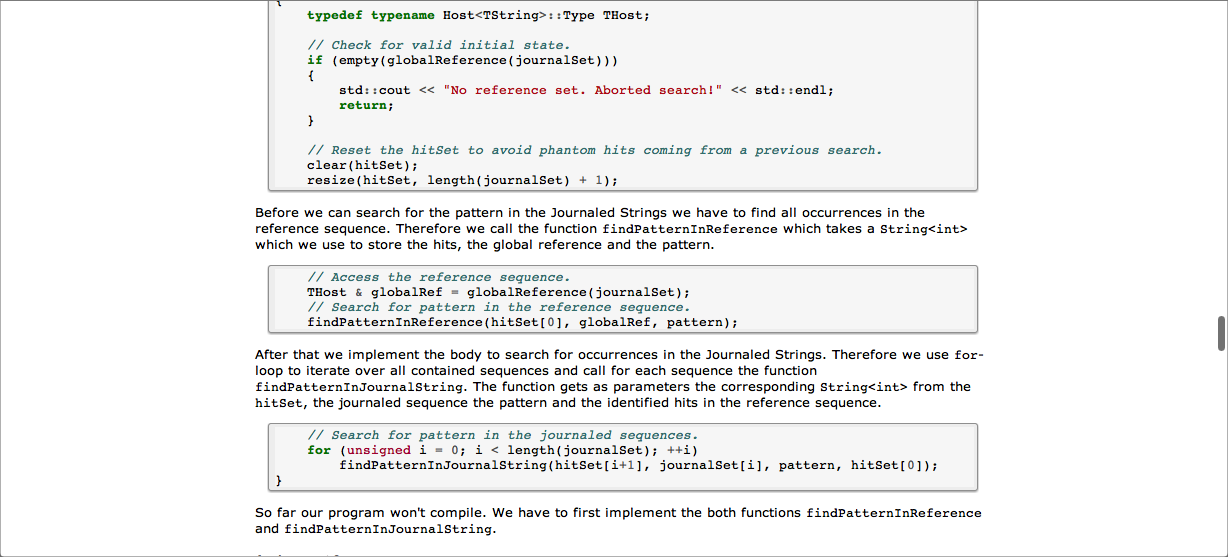 {
typedef typename Host<TString>::Type THost;
// Check for valid initial state.
if (empty(globalReference(journalSet)))
{
std::cout << "No reference set. Aborted search!" << std::endl;
return;
}
// Reset the hitSet to avoid phantom hits coming from a previous search.
clear(hitSet);
resize(hitSet, length(journalSet) + 1);
Before we can search for the pattern in the Journaled Strings we have to find all occurrences in the
reference sequence. Therefore we call the function findPatternInReference which takes a String<int>
which we use to store the hits, the global reference and the pattern.
// Access the reference sequence.
THost & globalRef = globalReference(journalSet);
// Search for pattern in the reference sequence.
findPatternInReference(hitSet[0], globalRef, pattern);
After that we implement the body to search for occurrences in the Journaled Strings. Therefore we use for-
loop to iterate over all contained sequences and call for each sequence the function
findPatternInJournalString. The function gets as parameters the corresponding String<int> from the
hitSet, the journaled sequence the pattern and the identified hits in the reference sequence.
// Search for pattern in the journaled sequences.
for (unsigned i = 0; i < length(journalSet); ++i)
findPatternInJournalString(hitSet[i+1], journalSet[i], pattern, hitSet[0]);
}
So far our program won't compile. We have to first implement the both functions findPatternInReference
and findPatternInJournalString.